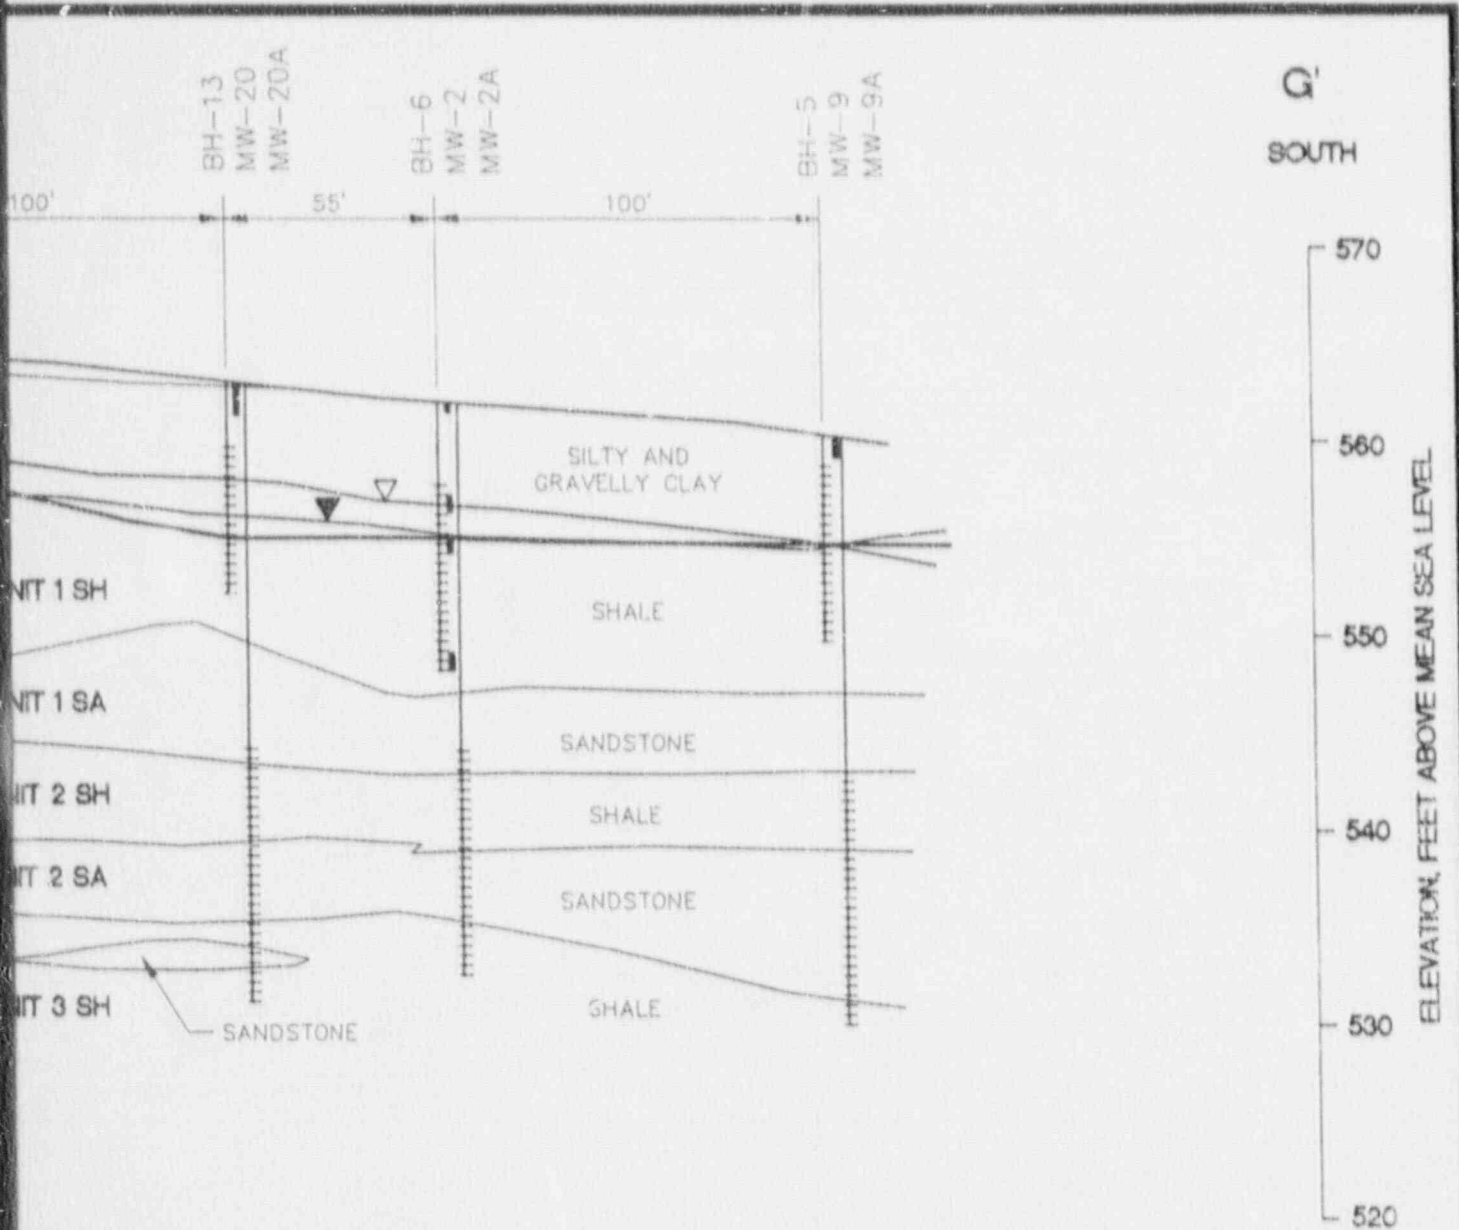 BH-13
MW-20
MW-20A
BH-6
MW-2
MW-2A
BH-5
MW-9
MW-9A
G'
SOUTH
100'
55'
100'
570
560
SILTY AND
GRAVELLY CLAY
NIT 1 SH
SHALE
550
NIT 1 SA
SANDSTONE
NIT 2 SH
SHALE
540
IT 2 SA
SANDSTONE
NIT 3 SH
SHALE
530
SANDSTONE
520
ELEVATION, FEET ABOVE MEAN SEA LEVEL